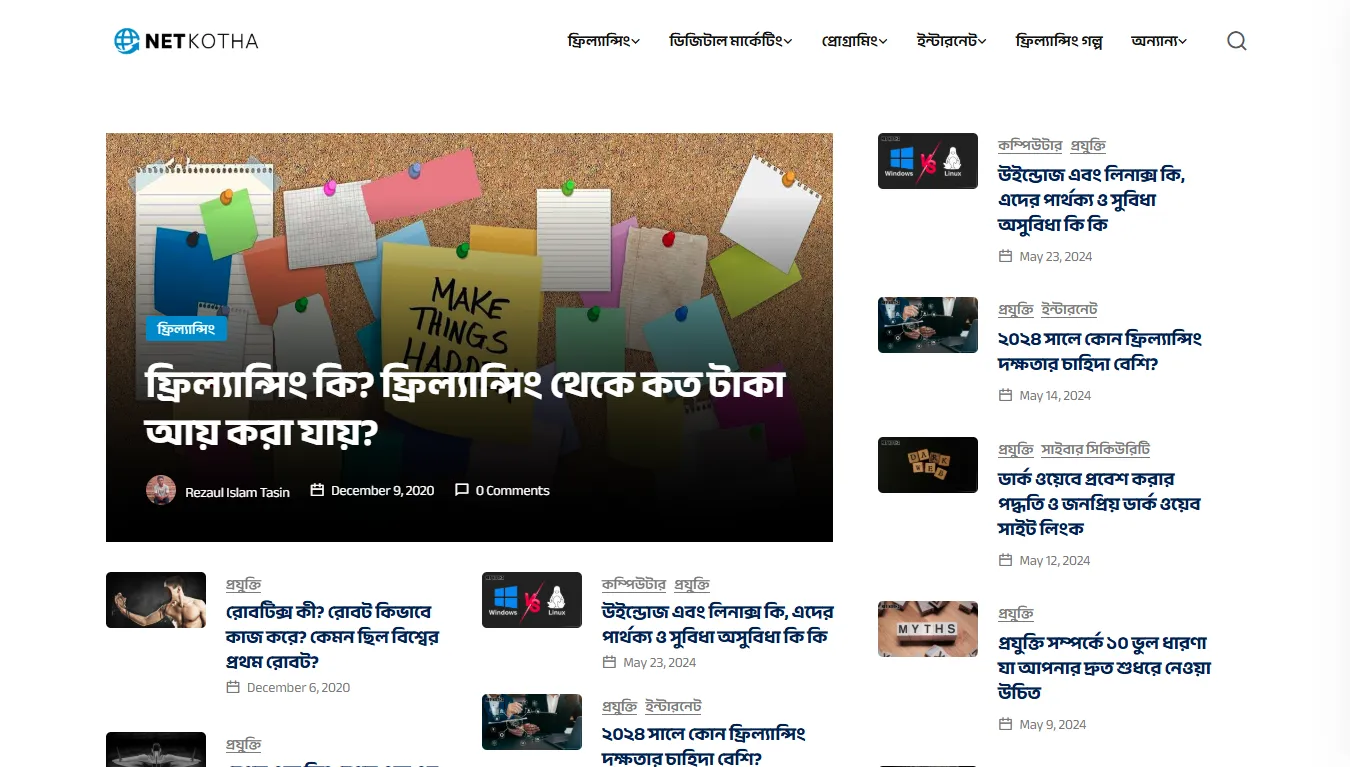 NETKOTHA
ফ্রিল্যান্সিং ডিজিটাল মার্কেটিং প্রোগ্রামিং ইন্টারনেট ফ্রিল্যান্সিং গল্প অন্যান্য
MAKE
THINGS
ফ্রিল্যান্সিং
ফ্রিল্যান্সিং কি? ফ্রিল্যান্সিং থেকে কত টাকা
আয় করা যায়?
Rezaul Islam Tasin December 9, 2020 0 Comments
প্রযুক্তি
রোবটিক্স কী? রোবট কিভাবে
কাজ করে? কেমন ছিল বিশ্বের
প্রথম রোবট?
December 6, 2020
প্রযুক্তি
Windows VS Linux
কম্পিউটার প্রযুক্তি
উইন্ডোজ এবং লিনাক্স কি, এদের
পার্থক্য ও সুবিধা অসুবিধা কি কি
May 23, 2024
প্রযুক্তি ইন্টারনেট
২০২৪ সালে কোন ফ্রিল্যান্সিং
দক্ষতার চাহিদা বেশি?
Windows VS Linux
কম্পিউটার প্রযুক্তি
উইন্ডোজ এবং লিনাক্স কি,
এদের পার্থক্য ও সুবিধা
অসুবিধা কি কি
May 23, 2024
প্রযুক্তি ইন্টারনেট
২০২৪ সালে কোন ফ্রিল্যান্সিং
দক্ষতার চাহিদা বেশি?
May 14, 2024
DARK
WEB
প্রযুক্তি সাইবার সিকিউরিটি
ডার্ক ওয়েবে প্রবেশ করার
পদ্ধতি ও জনপ্রিয় ডার্ক ওয়েব
সাইট লিংক
May 12, 2024
MYTHS
প্রযুক্তি
প্রযুক্তি সম্পর্কে ১০ ভুল ধারণা
যা আপনার দ্রুত শুধরে নেওয়া
উচিত
May 9, 2024